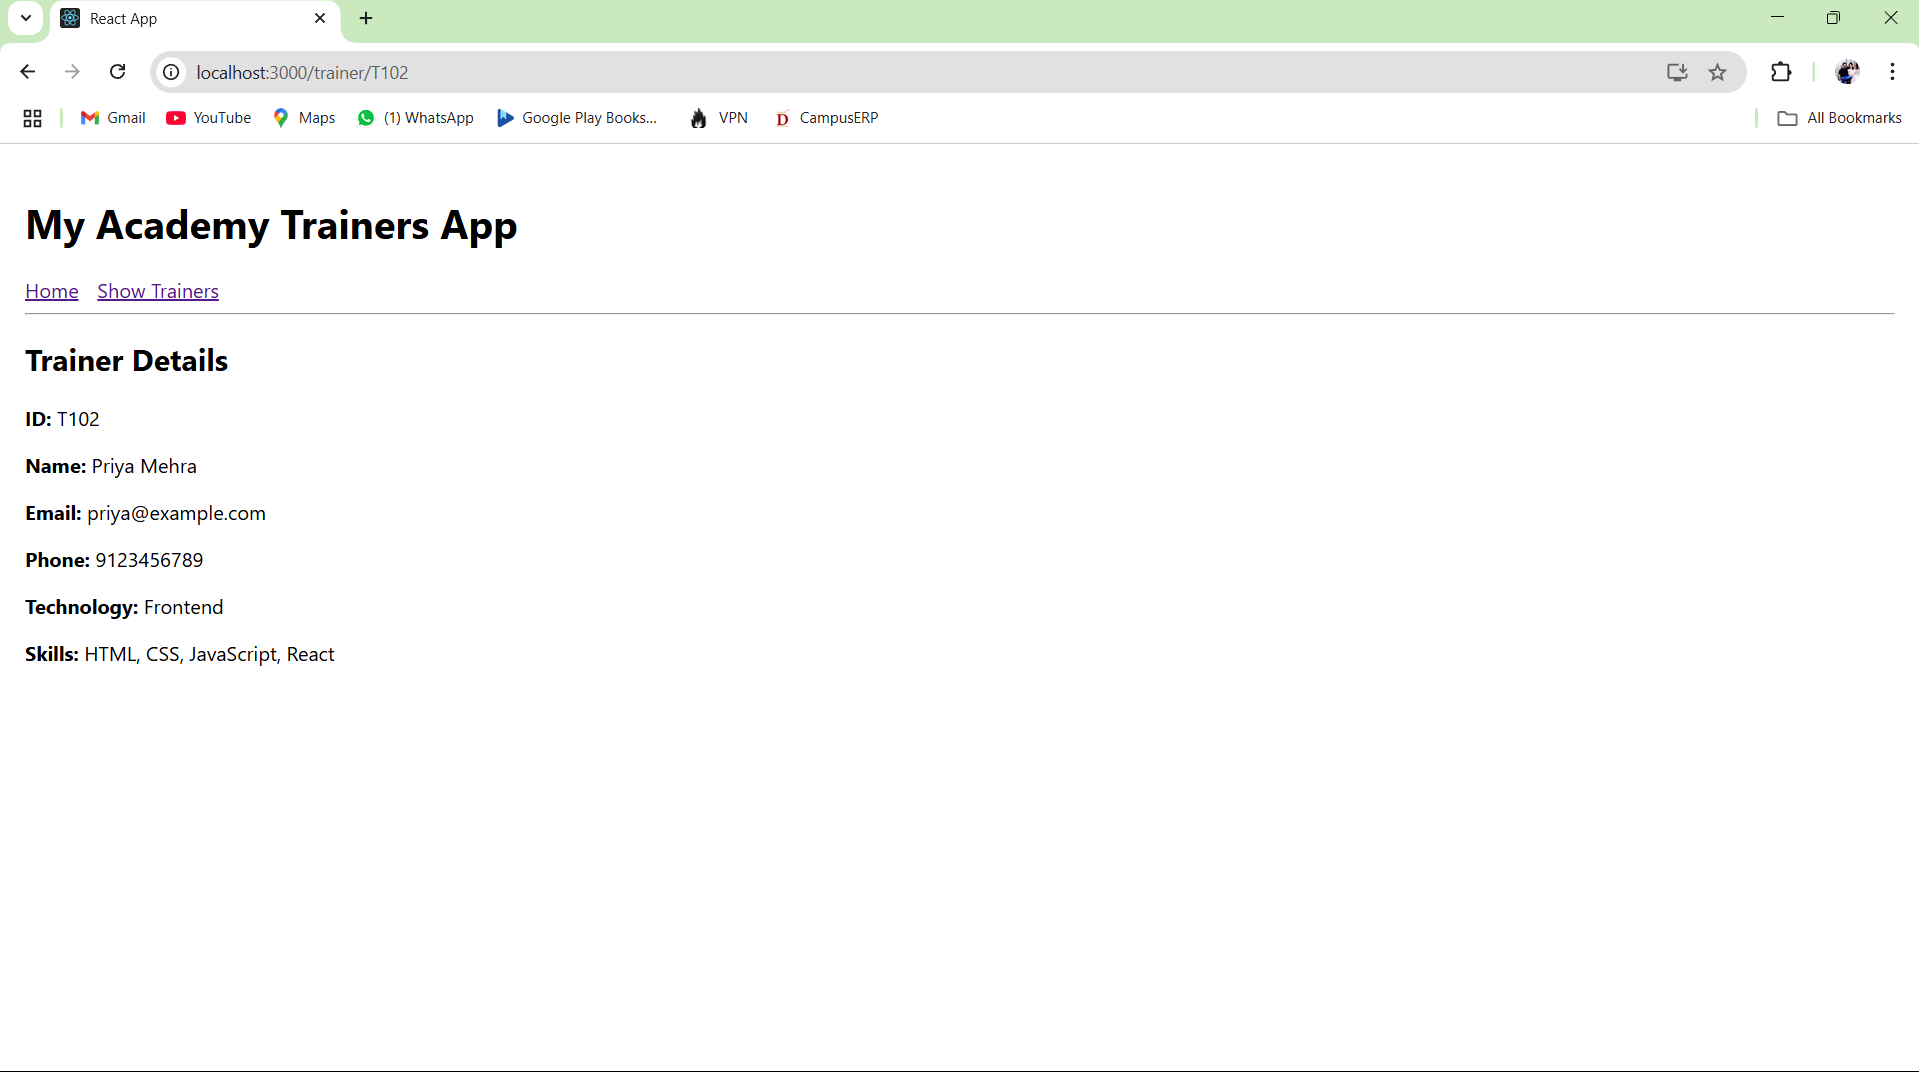 React App
localhost:3000/trainer/T102
Gmail YouTube Maps (1) WhatsApp Google Play Books... VPN CampusERP All Bookmarks
My Academy Trainers App
Home Show Trainers
Trainer Details
ID: T102
Name: Priya Mehra
Email: priya@example.com
Phone: 9123456789
Technology: Frontend
Skills: HTML, CSS, JavaScript, React